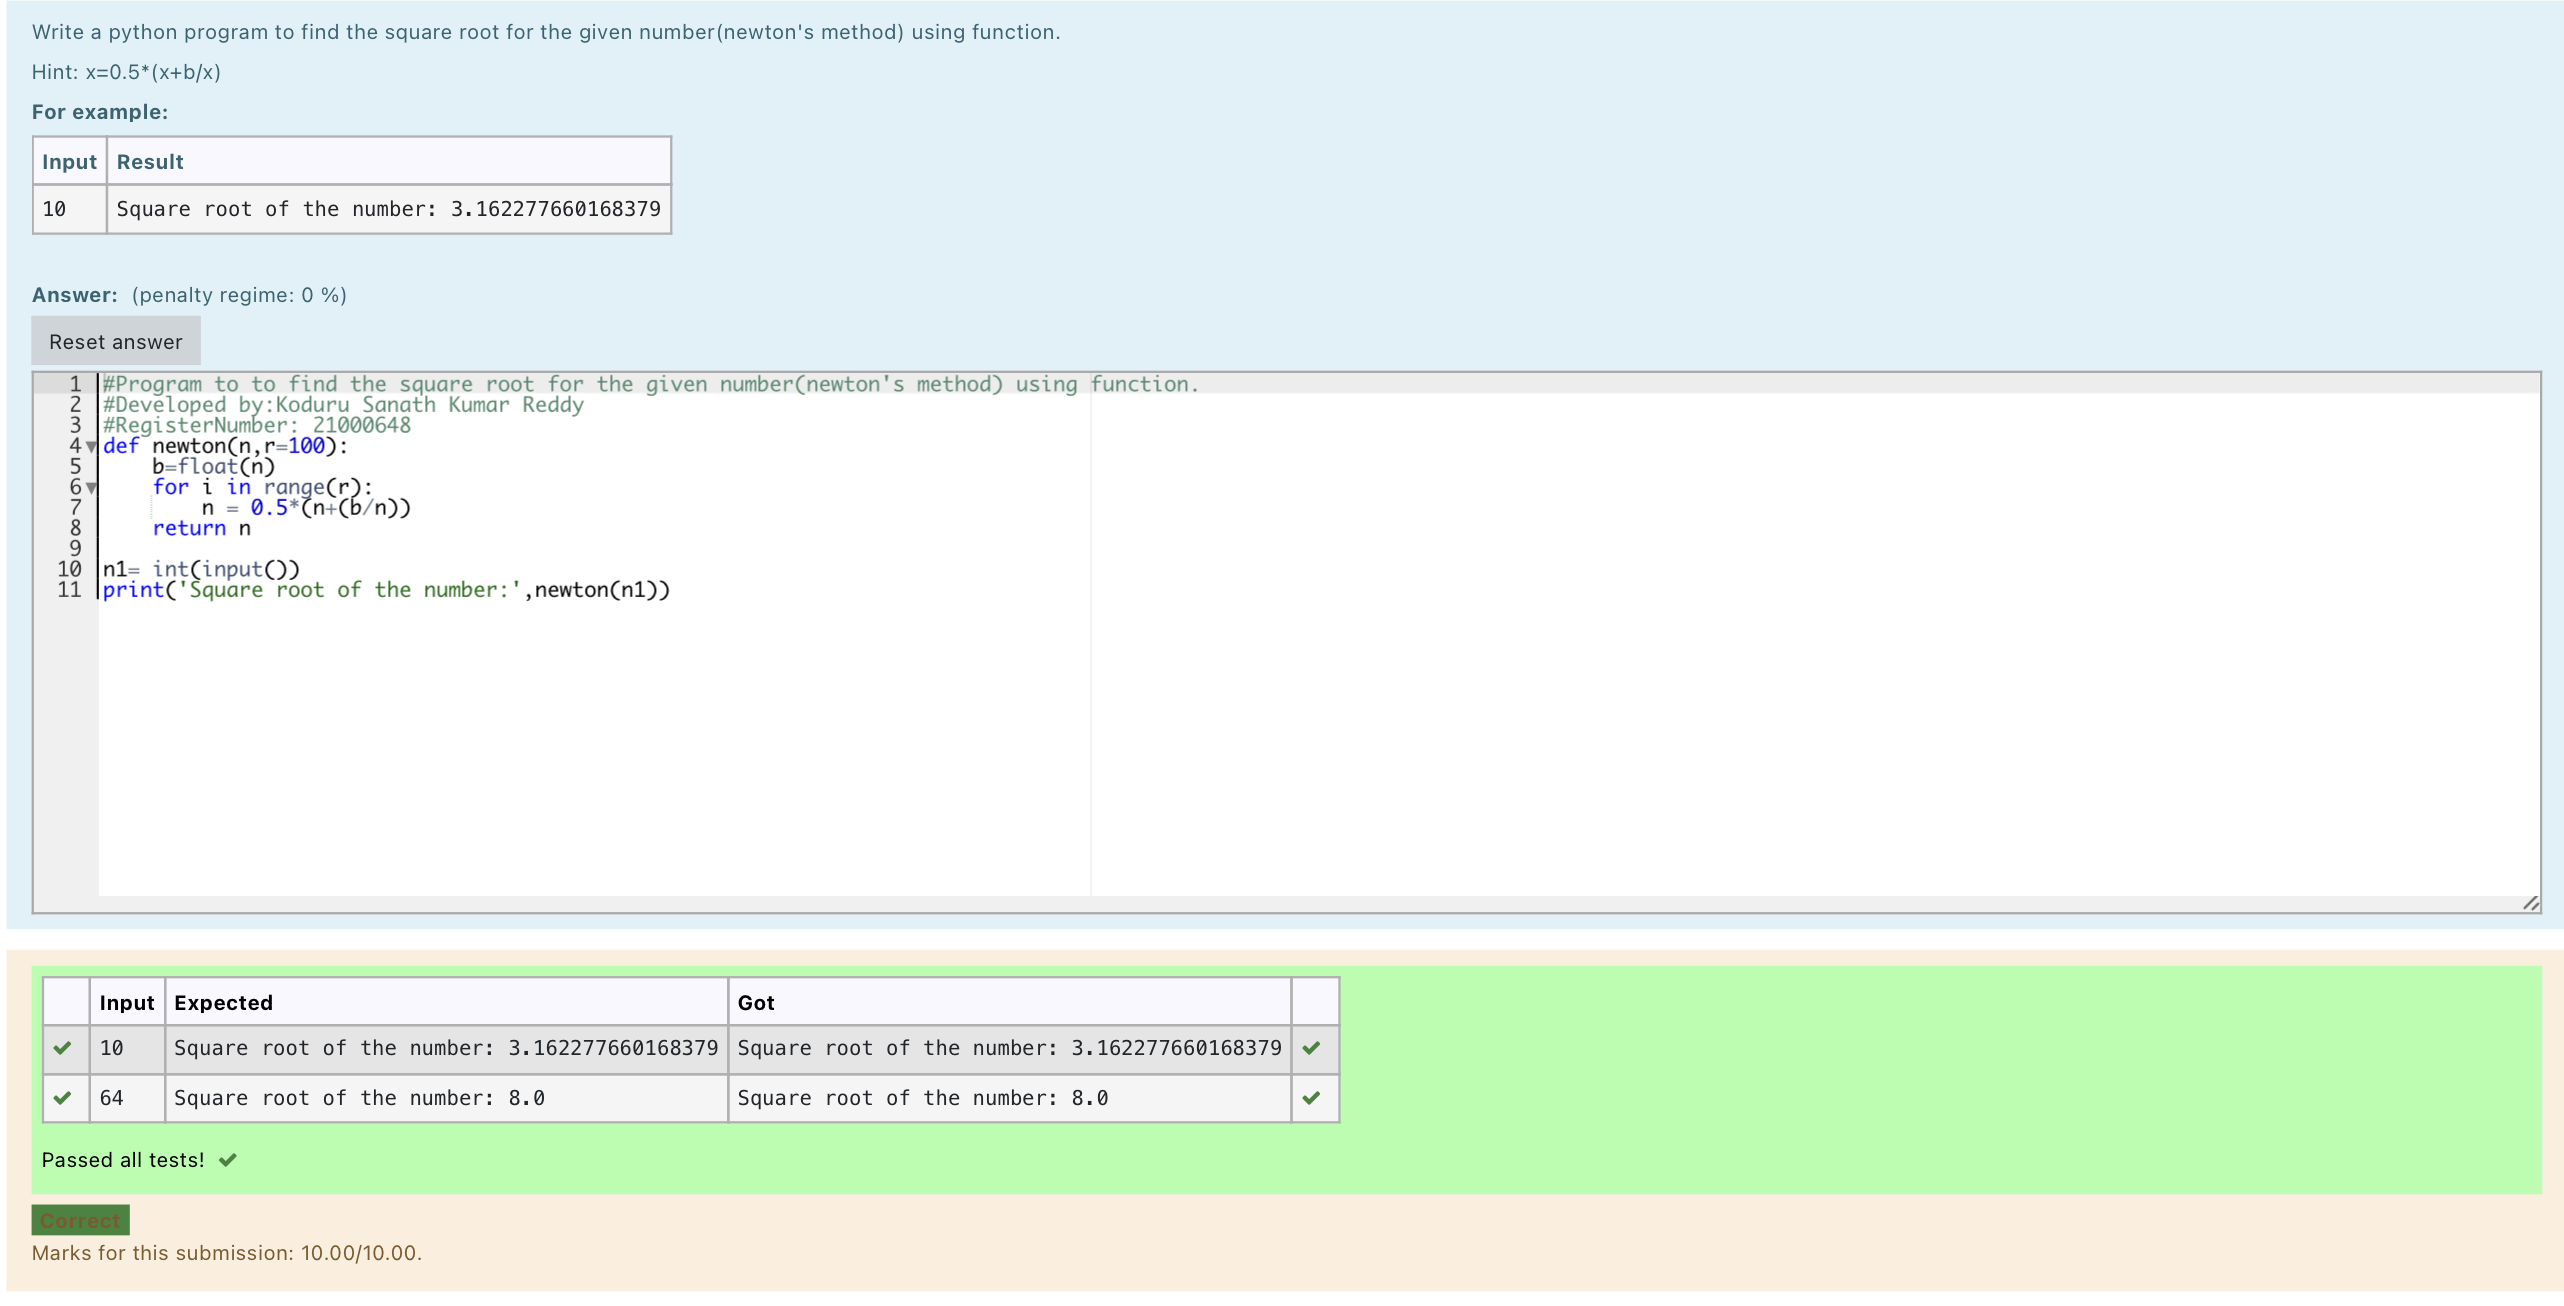 Write a python program to find the square root for the given number(newton's method) using function.
Hint: x=0.5*(x+b/x)
For example:
Input Result
10 Square root of the number: 3.162277660168379
Answer: (penalty regime: 0 %)
Reset answer
1 #Program to to find the square root for the given number(newton's method) using function.
2 #Developed by:Koduru Sanath Kumar Reddy
3 #RegisterNumber: 21000648
4 def newton(n,r=100):
5     b=float(n)
6     for i in range(r):
7         n = 0.5*(n+(b/n))
8     return n
9
10 n1= int(input())
11 print('Square root of the number:',newton(n1))
Input Expected Got
10 Square root of the number: 3.162277660168379 Square root of the number: 3.162277660168379
64 Square root of the number: 8.0 Square root of the number: 8.0
Passed all tests!
Correct
Marks for this submission: 10.00/10.00.